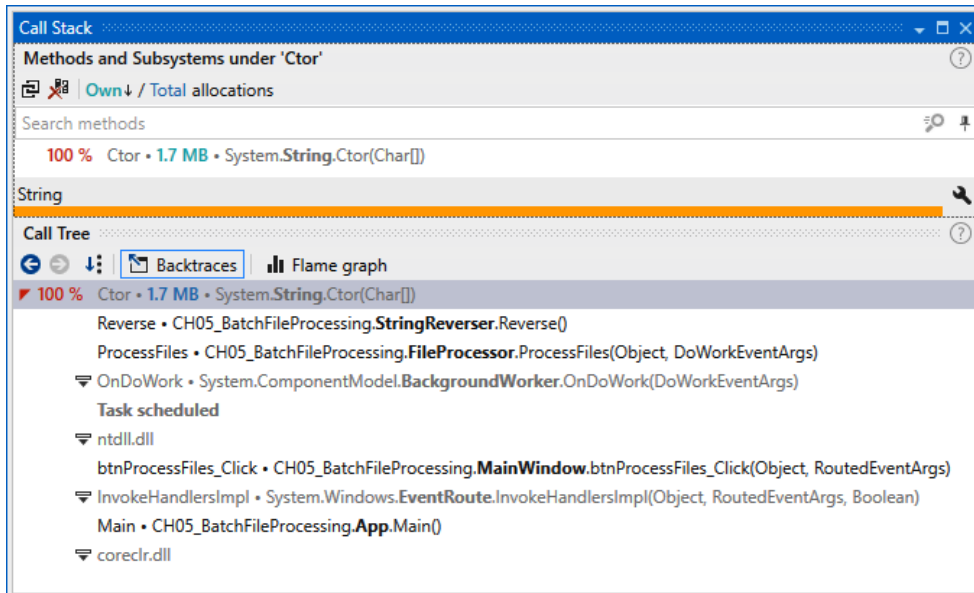 Call Stack
Methods and Subsystems under 'Ctor'
Own↓ / Total allocations
Search methods
100 % Ctor • 1.7 MB • System.String.Ctor(Char[])
String
Call Tree
Backtraces Flame graph
100 % Ctor • 1.7 MB • System.String.Ctor(Char[])
Reverse • CH05_BatchFileProcessing.StringReverser.Reverse()
ProcessFiles • CH05_BatchFileProcessing.FileProcessor.ProcessFiles(Object, DoWorkEventArgs)
OnDoWork • System.ComponentModel.BackgroundWorker.OnDoWork(DoWorkEventArgs)
Task scheduled
ntdll.dll
btnProcessFiles_Click • CH05_BatchFileProcessing.MainWindow.btnProcessFiles_Click(Object, RoutedEventArgs)
InvokeHandlersImpl • System.Windows.EventRoute.InvokeHandlersImpl(Object, RoutedEventArgs, Boolean)
Main • CH05_BatchFileProcessing.App.Main()
coreclr.dll